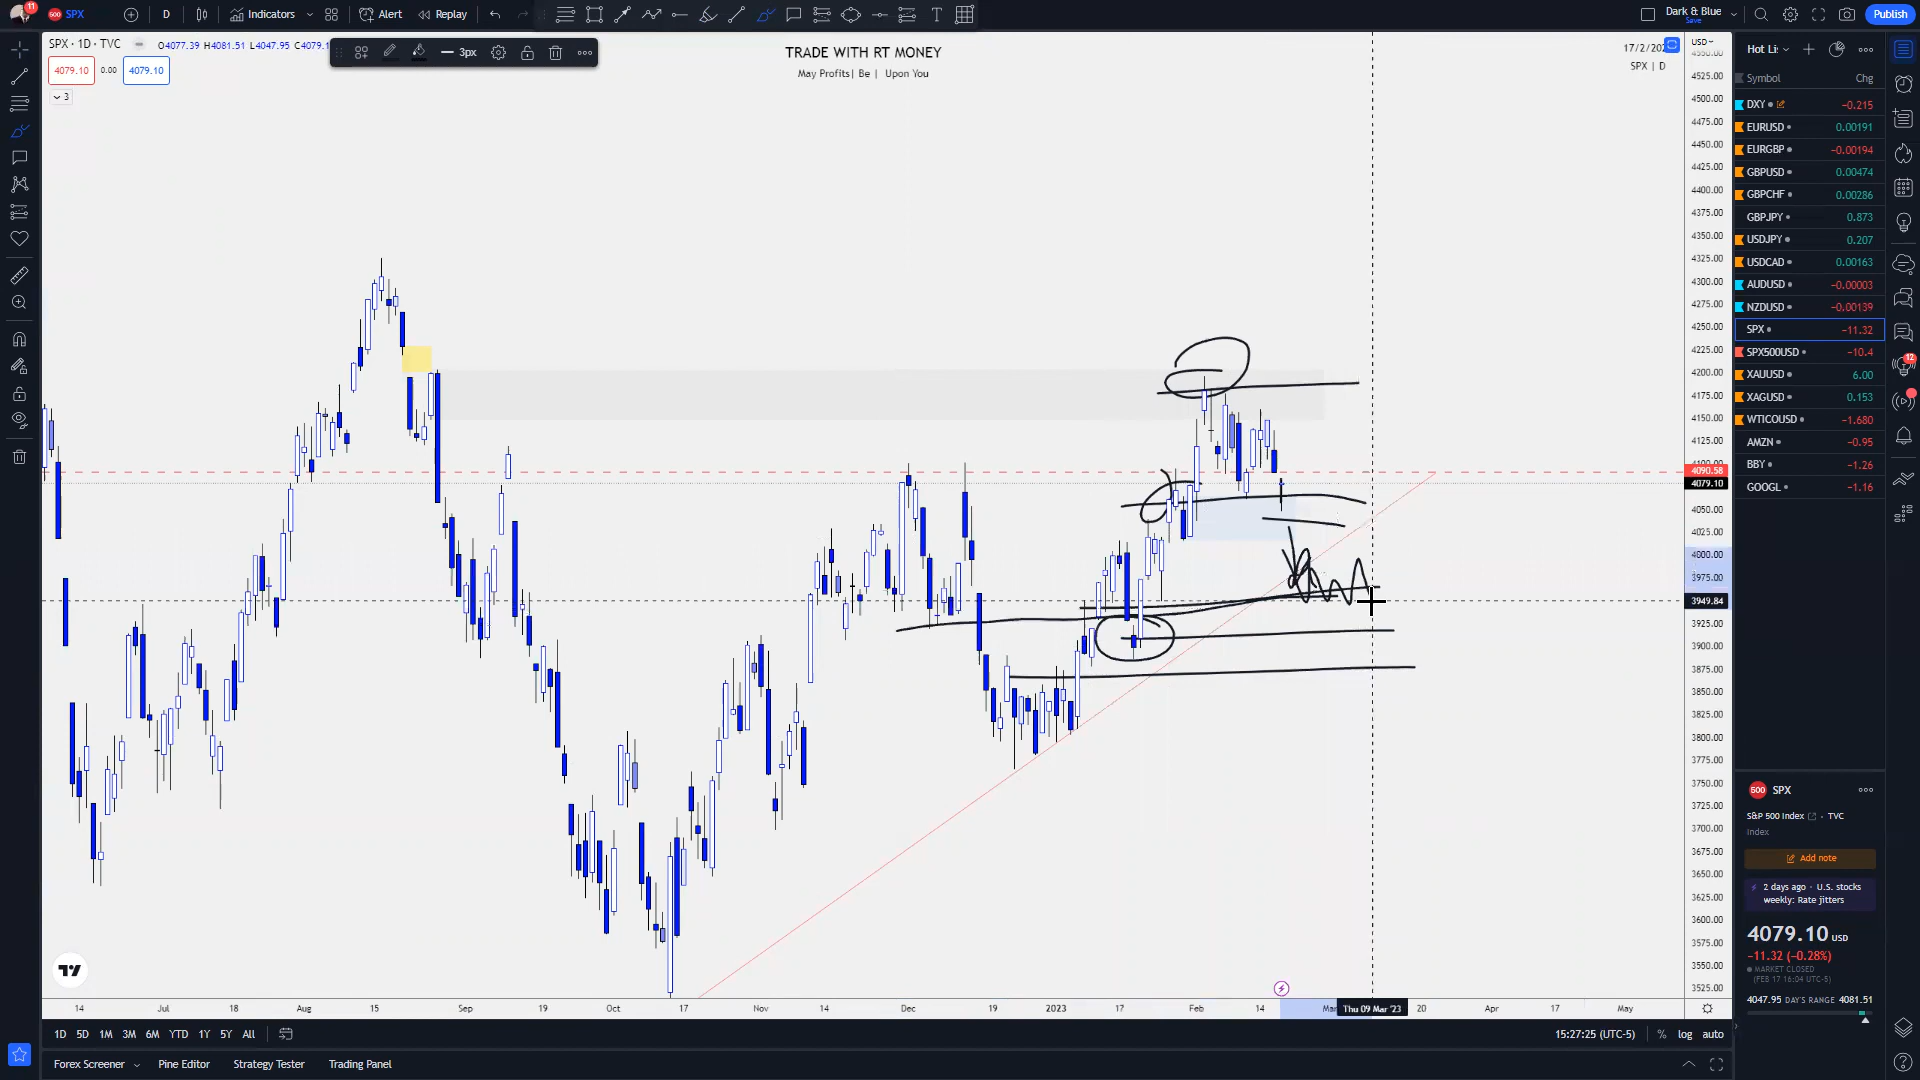 11
500 SPX
D
Indicators
Alert
Replay
Dark & Blue
Save
Publish
SPX · 1D · TVC
O4077.39 H4081.51 L4047.95 C4079.1
3px
4079.10 0.00 4079.10
3
TRADE WITH RT MONEY
May Profits| Be | Upon You
SPX | D
USD
4525.00
4500.00
4475.00
4450.00
4425.00
4400.00
4375.00
4350.00
4325.00
4300.00
4275.00
4250.00
4225.00
4200.00
4175.00
4150.00
4125.00
4090.58
4079.10
4050.00
4025.00
4000.00
3975.00
3949.84
3925.00
3900.00
3875.00
3850.00
3825.00
3800.00
3775.00
3750.00
3725.00
3700.00
3675.00
3650.00
3625.00
3600.00
3575.00
3550.00
3525.00
14 Jul 18 Aug 15 Sep 19 Oct 17 Nov 14 Dec 19 2023 17 Feb 14 Thu 09 Mar '23 20 Apr 17 May
1D 5D 1M 3M 6M YTD 1Y 5Y All
15:27:25 (UTC-5) % log auto
Forex Screener Pine Editor Strategy Tester Trading Panel
Symbol Chg
DXY −0.215
EURUSD 0.00191
EURGBP −0.00194
GBPUSD 0.00474
GBPCHF 0.00286
GBPJPY 0.873
USDJPY 0.207
USDCAD 0.00163
AUDUSD −0.00003
NZDUSD −0.00139
SPX −11.32
SPX500USD −10.4
XAUUSD 6.00
XAGUSD 0.153
WTICOUSD −1.680
AMZN −0.95
BBY −1.26
GOOGL −1.16
12
500 SPX
S&P 500 Index · TVC
Index
Add note
2 days ago · U.S. stocks
weekly: Rate jitters
4079.10 USD
−11.32 (−0.28%)
MARKET CLOSED
(FEB 17 16:04 UTC-5)
4047.95 DAY'S RANGE 4081.51